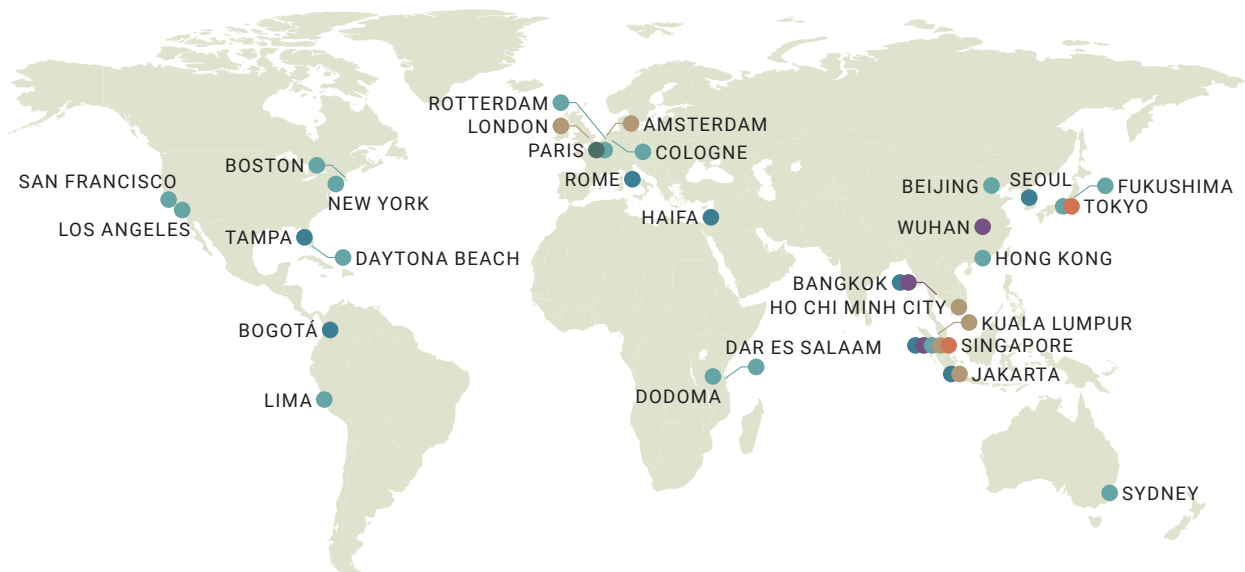 ROTTERDAM
LONDON
AMSTERDAM
PARIS
COLOGNE
BOSTON
ROME
SAN FRANCISCO
NEW YORK
BEIJING
SEOUL
FUKUSHIMA
TOKYO
LOS ANGELES
HAIFA
WUHAN
TAMPA
DAYTONA BEACH
HONG KONG
BANGKOK
HO CHI MINH CITY
KUALA LUMPUR
BOGOTÁ
DAR ES SALAAM
SINGAPORE
JAKARTA
DODOMA
LIMA
SYDNEY